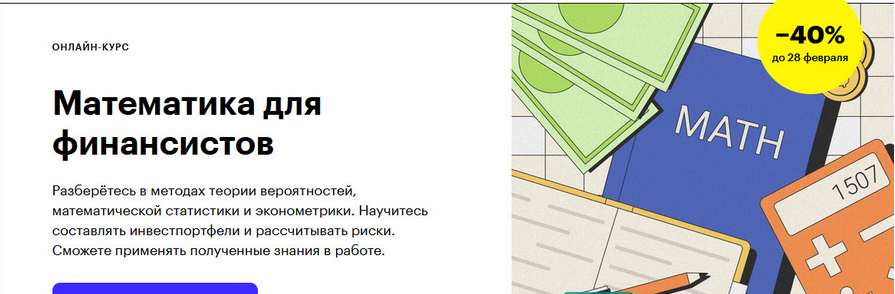 ОНЛАЙН-КУРС
Математика для
финансистов
Разберётесь в методах теории вероятностей,
математической статистики и эконометрики. Научитесь
составлять инвестпортфели и рассчитывать риски.
Сможете применять полученные знания в работе.
−40%
до 28 февраля
MATH
1507